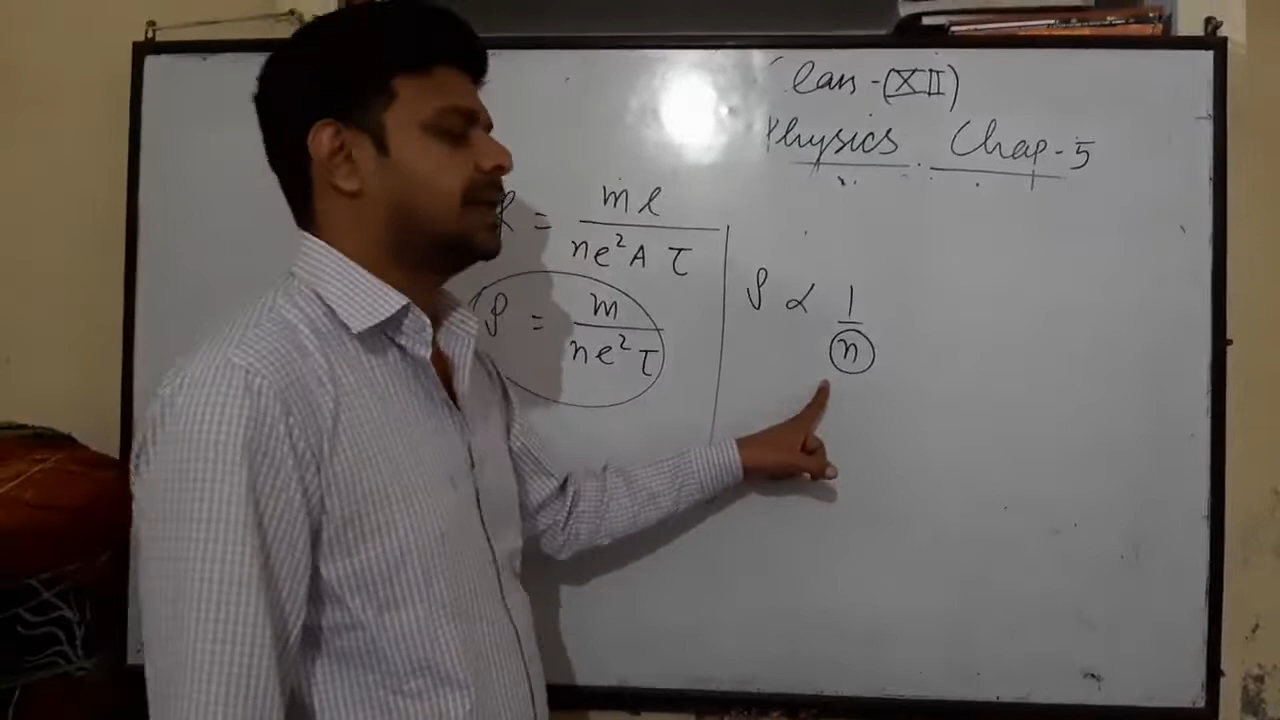 Class -(XII)
Physics Chap-5
R = ml / ne²Aτ
ρ = m / ne²τ
ρ ∝ 1 / n